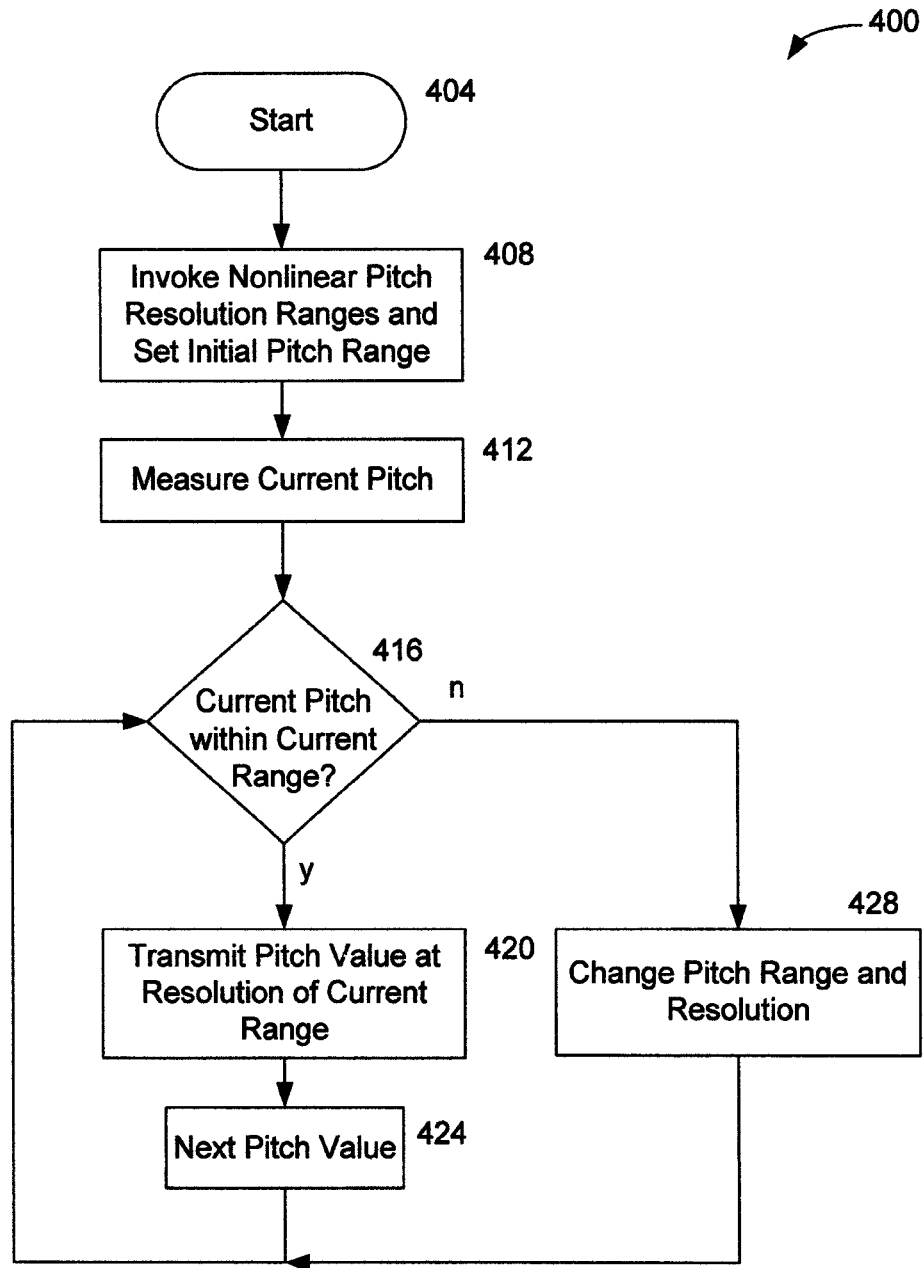 400
404
Start
408
Invoke Nonlinear Pitch
Resolution Ranges and
Set Initial Pitch Range
412
Measure Current Pitch
416
Current Pitch
within Current
Range?
n
y
420
Transmit Pitch Value at
Resolution of Current
Range
428
Change Pitch Range and
Resolution
Next Pitch Value
424